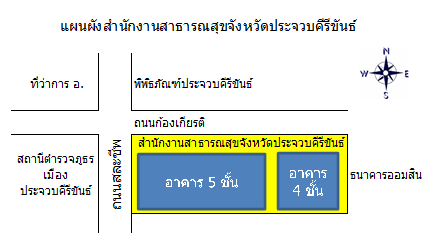 แผนผังสำนักงานสาธารณสุขจังหวัดประจวบคีรีขันธ์
N
W E
S
ที่ว่าการ อ.
พิพิธภัณฑ์ประจวบคีรีขันธ์
ถนนก้องเกียรติ
สำนักงานสาธารณสุขจังหวัดประจวบคีรีขันธ์
สถานีตำรวจภูธร
เมือง
ประจวบคีรีขันธ์
ถนนสละชีพ
อาคาร 5 ชั้น
อาคาร
4 ชั้น
ธนาคารออมสิน